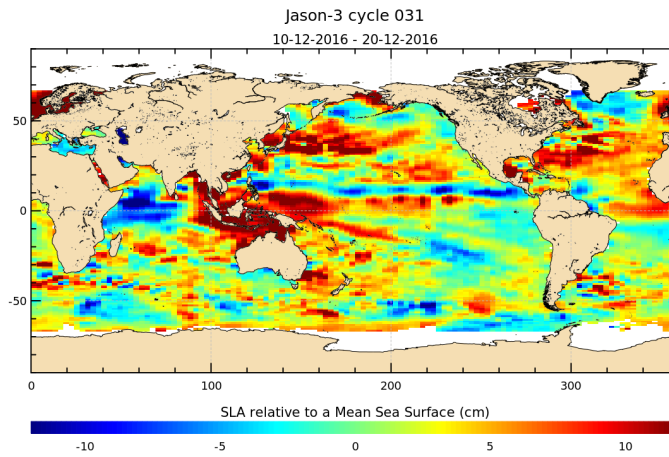 Jason-3 cycle 031
10-12-2016 - 20-12-2016
50
0
-50
0 100 200 300
SLA relative to a Mean Sea Surface (cm)
-10 -5 0 5 10